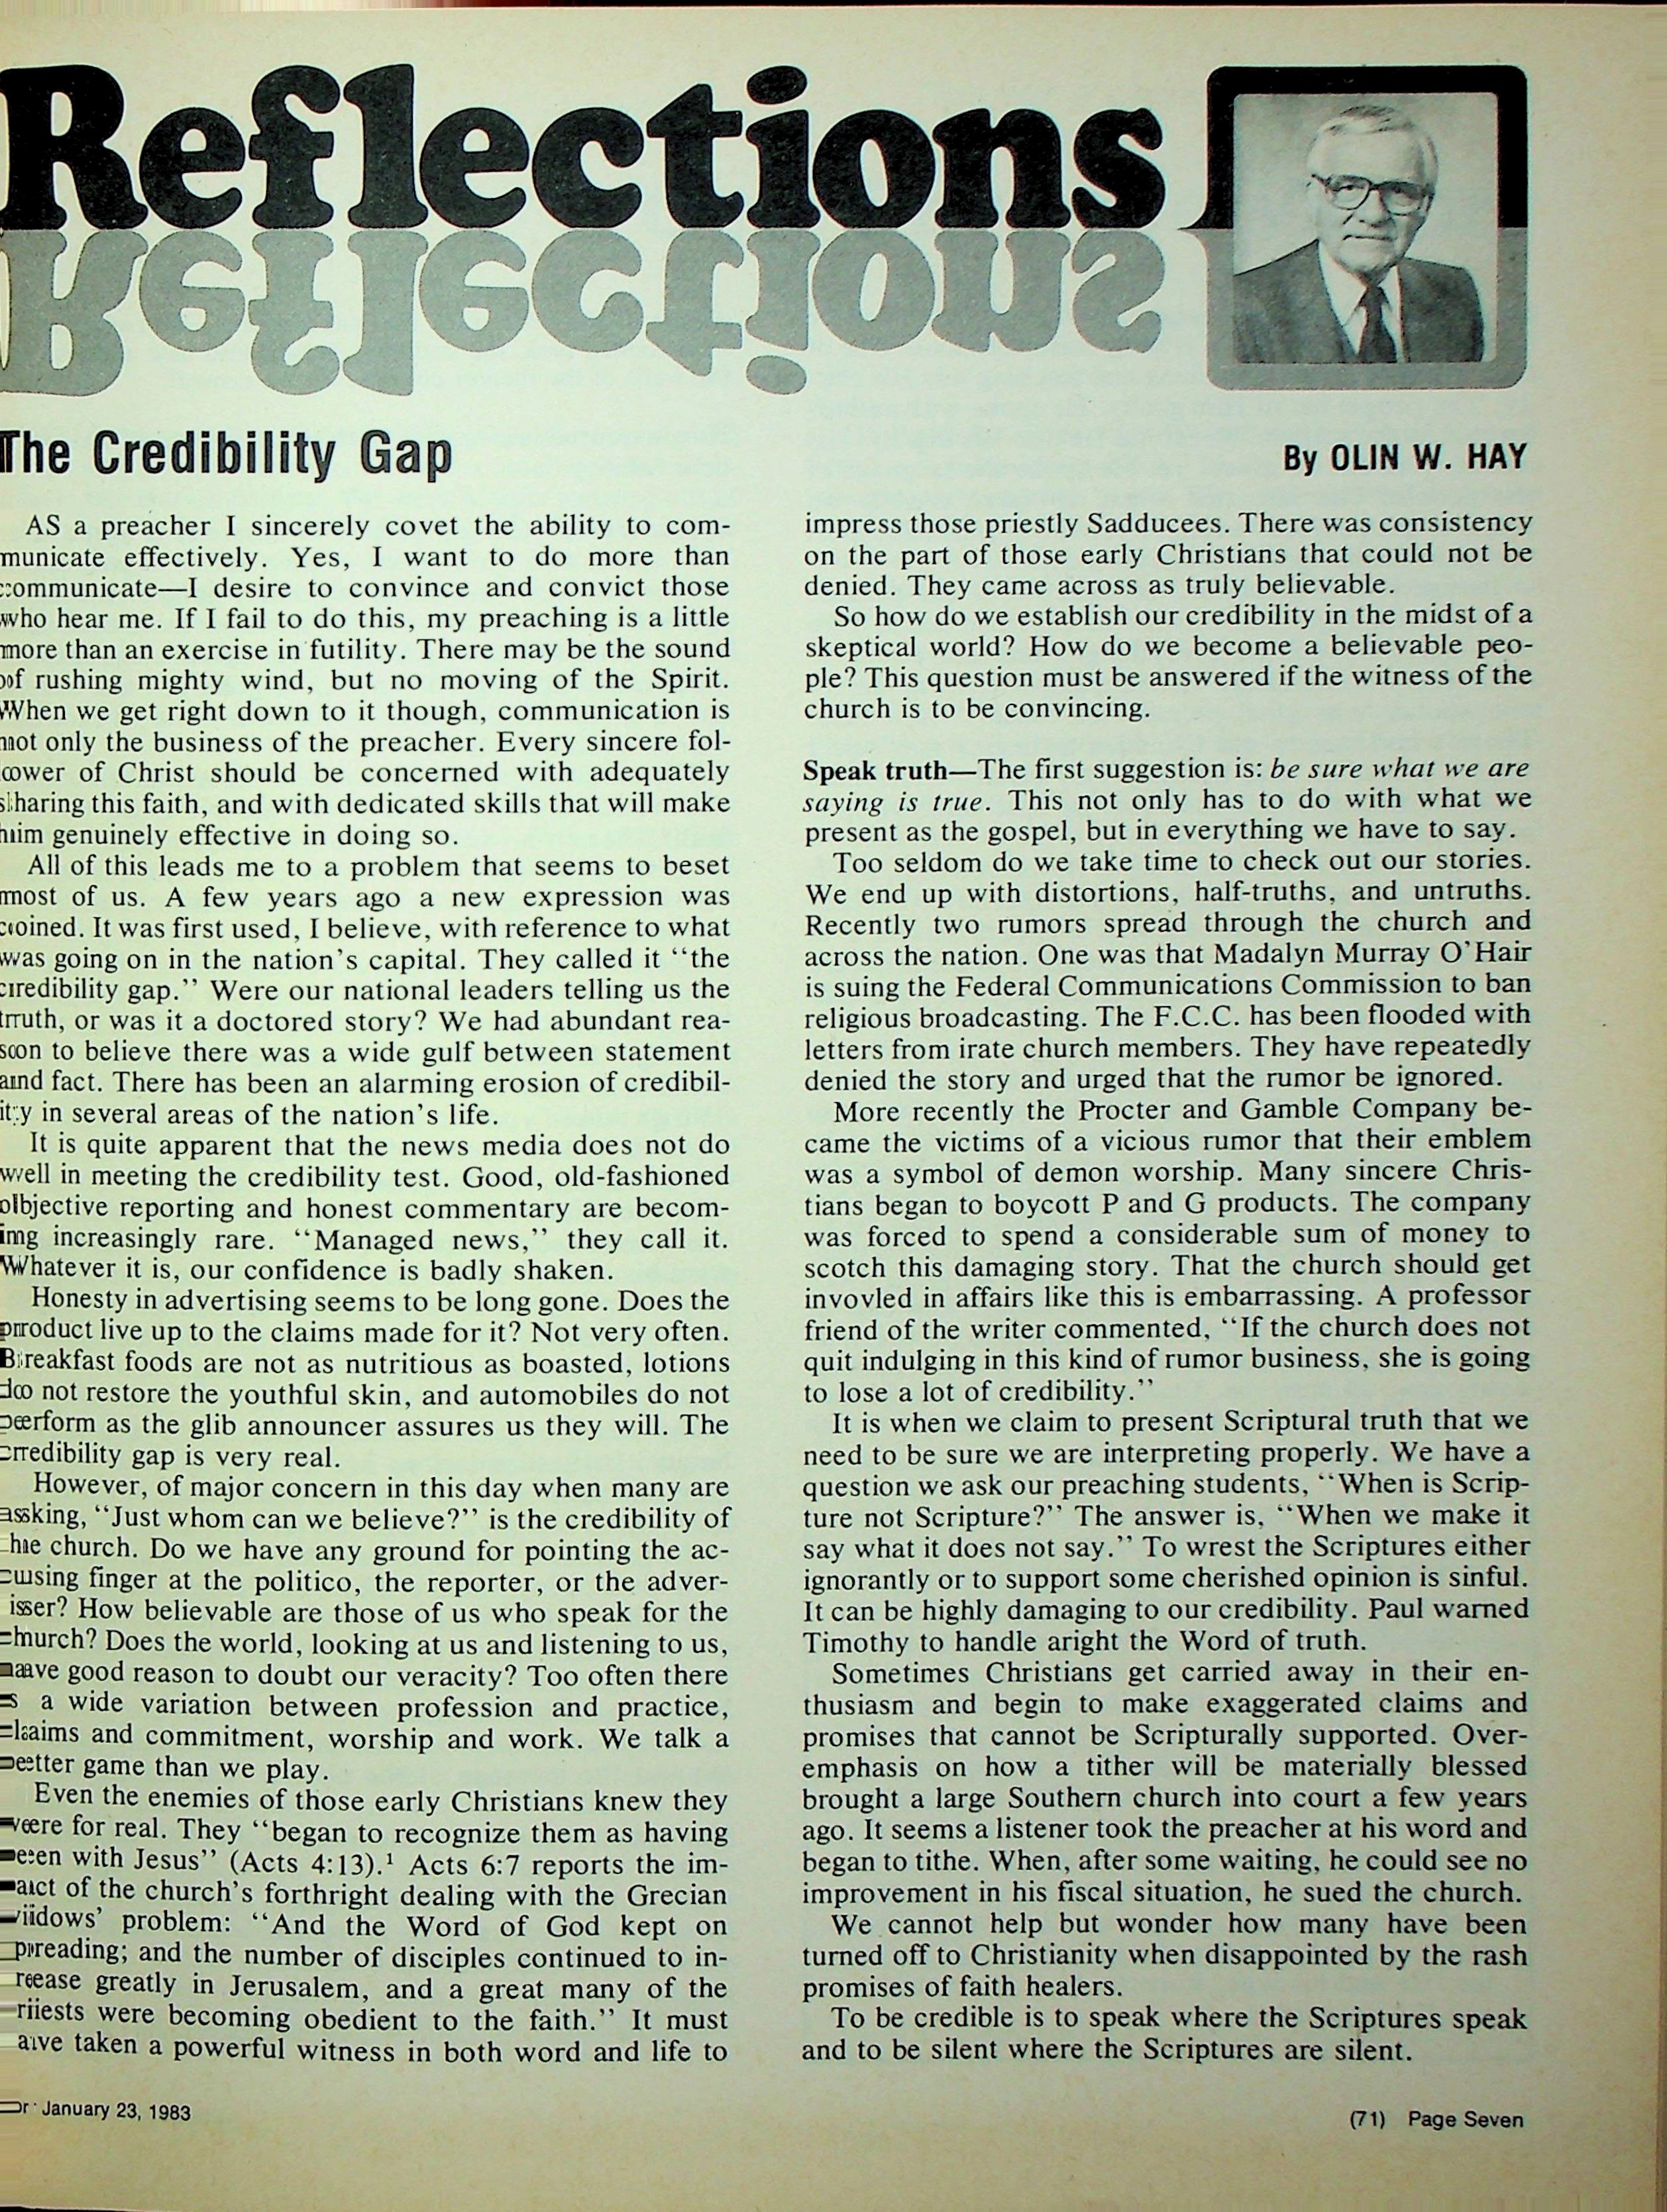 Reflections
The Credibility Gap
By OLIN W. HAY
AS a preacher I sincerely covet the ability to com-
municate effectively. Yes, I want to do more than
communicate—I desire to convince and convict those
who hear me. If I fail to do this, my preaching is a little
more than an exercise in futility. There may be the sound
of rushing mighty wind, but no moving of the Spirit.
When we get right down to it though, communication is
not only the business of the preacher. Every sincere fol-
lower of Christ should be concerned with adequately
sharing this faith, and with dedicated skills that will make
him genuinely effective in doing so.
All of this leads me to a problem that seems to beset
most of us. A few years ago a new expression was
coined. It was first used, I believe, with reference to what
was going on in the nation's capital. They called it “the
credibility gap.” Were our national leaders telling us the
truth, or was it a doctored story? We had abundant rea-
son to believe there was a wide gulf between statement
and fact. There has been an alarming erosion of credibil-
ity in several areas of the nation's life.
It is quite apparent that the news media does not do
well in meeting the credibility test. Good, old-fashioned
objective reporting and honest commentary are becom-
ing increasingly rare. “Managed news,” they call it.
Whatever it is, our confidence is badly shaken.
Honesty in advertising seems to be long gone. Does the
product live up to the claims made for it? Not very often.
Breakfast foods are not as nutritious as boasted, lotions
do not restore the youthful skin, and automobiles do not
perform as the glib announcer assures us they will. The
credibility gap is very real.
However, of major concern in this day when many are
asking, “Just whom can we believe?” is the credibility of
the church. Do we have any ground for pointing the ac-
cusing finger at the politico, the reporter, or the adver-
tiser? How believable are those of us who speak for the
church? Does the world, looking at us and listening to us,
have good reason to doubt our veracity? Too often there
is a wide variation between profession and practice,
claims and commitment, worship and work. We talk a
better game than we play.
Even the enemies of those early Christians knew they
were for real. They “began to recognize them as having
been with Jesus” (Acts 4:13).¹ Acts 6:7 reports the im-
pact of the church's forthright dealing with the Grecian
widows' problem: “And the Word of God kept on
spreading; and the number of disciples continued to in-
crease greatly in Jerusalem, and a great many of the
priests were becoming obedient to the faith.” It must
have taken a powerful witness in both word and life to
impress those priestly Sadducees. There was consistency
on the part of those early Christians that could not be
denied. They came across as truly believable.
So how do we establish our credibility in the midst of a
skeptical world? How do we become a believable peo-
ple? This question must be answered if the witness of the
church is to be convincing.
Speak truth—The first suggestion is: be sure what we are
saying is true. This not only has to do with what we
present as the gospel, but in everything we have to say.
Too seldom do we take time to check out our stories.
We end up with distortions, half-truths, and untruths.
Recently two rumors spread through the church and
across the nation. One was that Madalyn Murray O'Hair
is suing the Federal Communications Commission to ban
religious broadcasting. The F.C.C. has been flooded with
letters from irate church members. They have repeatedly
denied the story and urged that the rumor be ignored.
More recently the Procter and Gamble Company be-
came the victims of a vicious rumor that their emblem
was a symbol of demon worship. Many sincere Chris-
tians began to boycott P and G products. The company
was forced to spend a considerable sum of money to
scotch this damaging story. That the church should get
invovled in affairs like this is embarrassing. A professor
friend of the writer commented, “If the church does not
quit indulging in this kind of rumor business, she is going
to lose a lot of credibility.”
It is when we claim to present Scriptural truth that we
need to be sure we are interpreting properly. We have a
question we ask our preaching students, “When is Scrip-
ture not Scripture?” The answer is, “When we make it
say what it does not say.” To wrest the Scriptures either
ignorantly or to support some cherished opinion is sinful.
It can be highly damaging to our credibility. Paul warned
Timothy to handle aright the Word of truth.
Sometimes Christians get carried away in their en-
thusiasm and begin to make exaggerated claims and
promises that cannot be Scripturally supported. Over-
emphasis on how a tither will be materially blessed
brought a large Southern church into court a few years
ago. It seems a listener took the preacher at his word and
began to tithe. When, after some waiting, he could see no
improvement in his fiscal situation, he sued the church.
We cannot help but wonder how many have been
turned off to Christianity when disappointed by the rash
promises of faith healers.
To be credible is to speak where the Scriptures speak
and to be silent where the Scriptures are silent.
January 23, 1983
(71) Page Seven